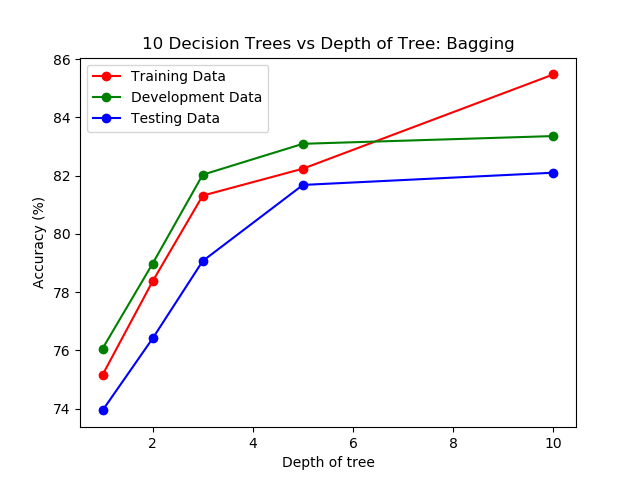 10 Decision Trees vs Depth of Tree: Bagging
Training Data
Development Data
Testing Data
86
84
82
80
78
76
74
Accuracy (%)
2
4
6
8
10
Depth of tree